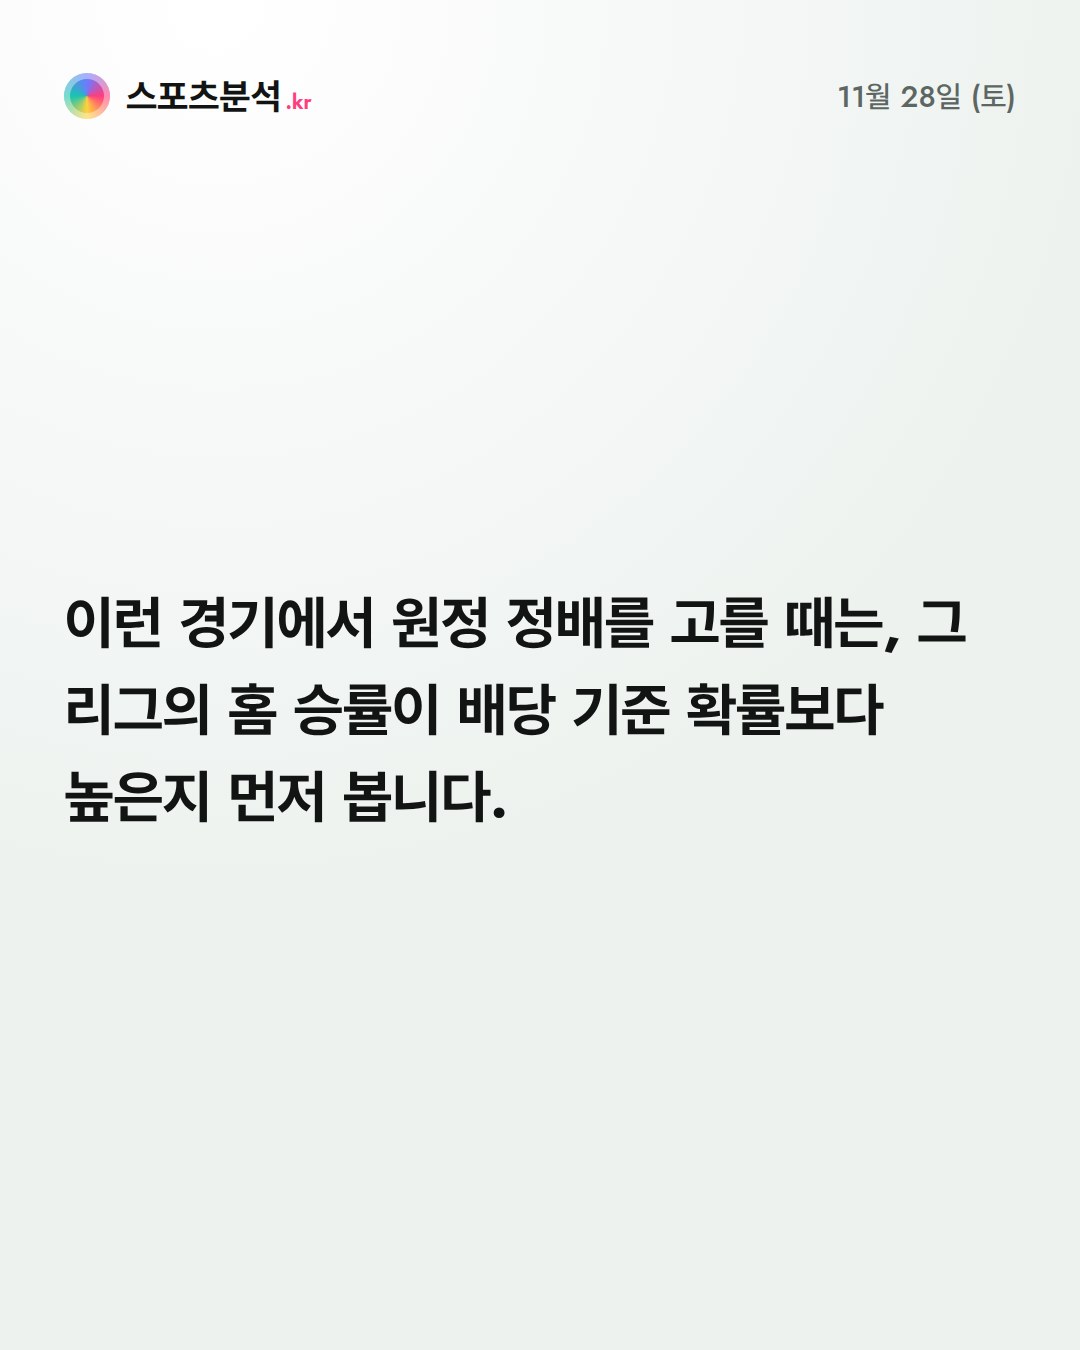 스포츠분석.kr
11월 28일 (토)
이런 경기에서 원정 정배를 고를 때는, 그
리그의 홈 승률이 배당 기준 확률보다
높은지 먼저 봅니다.